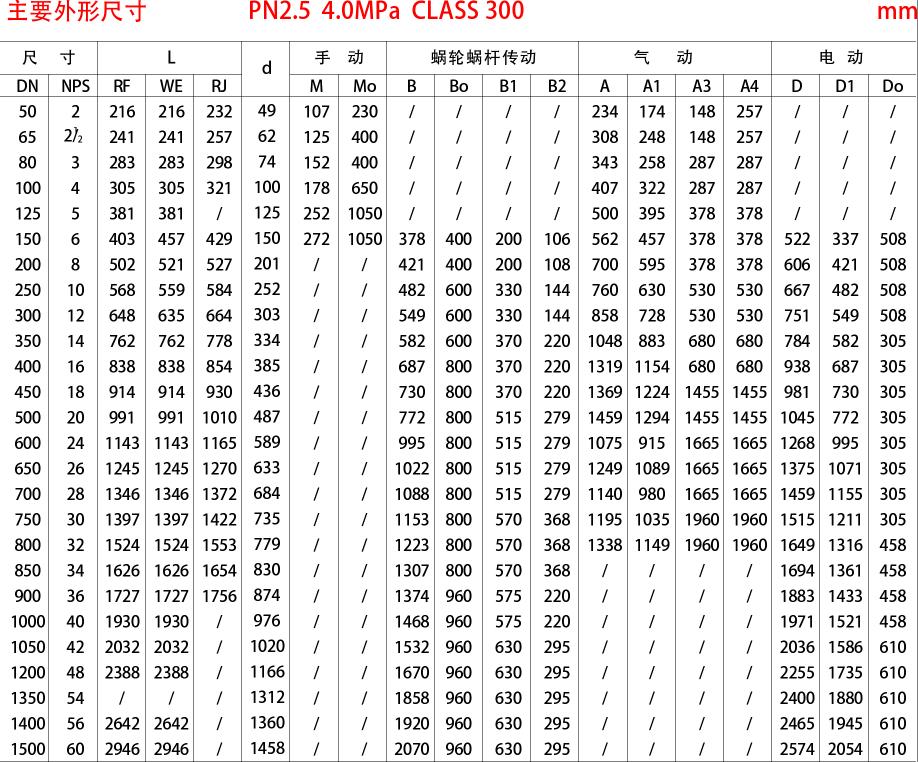 主要外形尺寸 PN2.5 4.0MPa CLASS 300 mm
尺 寸 L d 手 动 蜗轮蜗杆传动 气 动 电 动
DN NPS RF WE RJ M Mo B Bo B1 B2 A A1 A3 A4 D D1 Do
50 2 216 216 232 49 107 230 / / / / 234 174 148 257 / / /
65 2½ 241 241 257 62 125 400 / / / / 308 248 148 257 / / /
80 3 283 283 298 74 152 400 / / / / 343 258 287 287 / / /
100 4 305 305 321 100 178 650 / / / / 407 322 287 287 / / /
125 5 381 381 / 125 252 1050 / / / / 500 395 378 378 / / /
150 6 403 457 429 150 272 1050 378 400 200 106 562 457 378 378 522 337 508
200 8 502 521 527 201 / / 421 400 200 108 700 595 378 378 606 421 508
250 10 568 559 584 252 / / 482 600 330 144 760 630 530 530 667 482 508
300 12 648 635 664 303 / / 549 600 330 144 858 728 530 530 751 549 508
350 14 762 762 778 334 / / 582 600 370 220 1048 883 680 680 784 582 305
400 16 838 838 854 385 / / 687 800 370 220 1319 1154 680 680 938 687 305
450 18 914 914 930 436 / / 730 800 370 220 1369 1224 1455 1455 981 730 305
500 20 991 991 1010 487 / / 772 800 515 279 1459 1294 1455 1455 1045 772 305
600 24 1143 1143 1165 589 / / 995 800 515 279 1075 915 1665 1665 1268 995 305
650 26 1245 1245 1270 633 / / 1022 800 515 279 1249 1089 1665 1665 1375 1071 305
700 28 1346 1346 1372 684 / / 1088 800 515 279 1140 980 1665 1665 1459 1155 305
750 30 1397 1397 1422 735 / / 1153 800 570 368 1195 1035 1960 1960 1515 1211 305
800 32 1524 1524 1553 779 / / 1223 800 570 368 1338 1149 1960 1960 1649 1316 458
850 34 1626 1626 1654 830 / / 1307 800 570 368 / / / / 1694 1361 458
900 36 1727 1727 1756 874 / / 1374 960 575 220 / / / / 1883 1433 458
1000 40 1930 1930 / 976 / / 1468 960 575 220 / / / / 1971 1521 458
1050 42 2032 2032 / 1020 / / 1532 960 630 295 / / / / 2036 1586 610
1200 48 2388 2388 / 1166 / / 1670 960 630 295 / / / / 2255 1735 610
1350 54 / / / 1312 / / 1858 960 630 295 / / / / 2400 1880 610
1400 56 2642 2642 / 1360 / / 1920 960 630 295 / / / / 2465 1945 610
1500 60 2946 2946 / 1458 / / 2070 960 630 295 / / / / 2574 2054 610